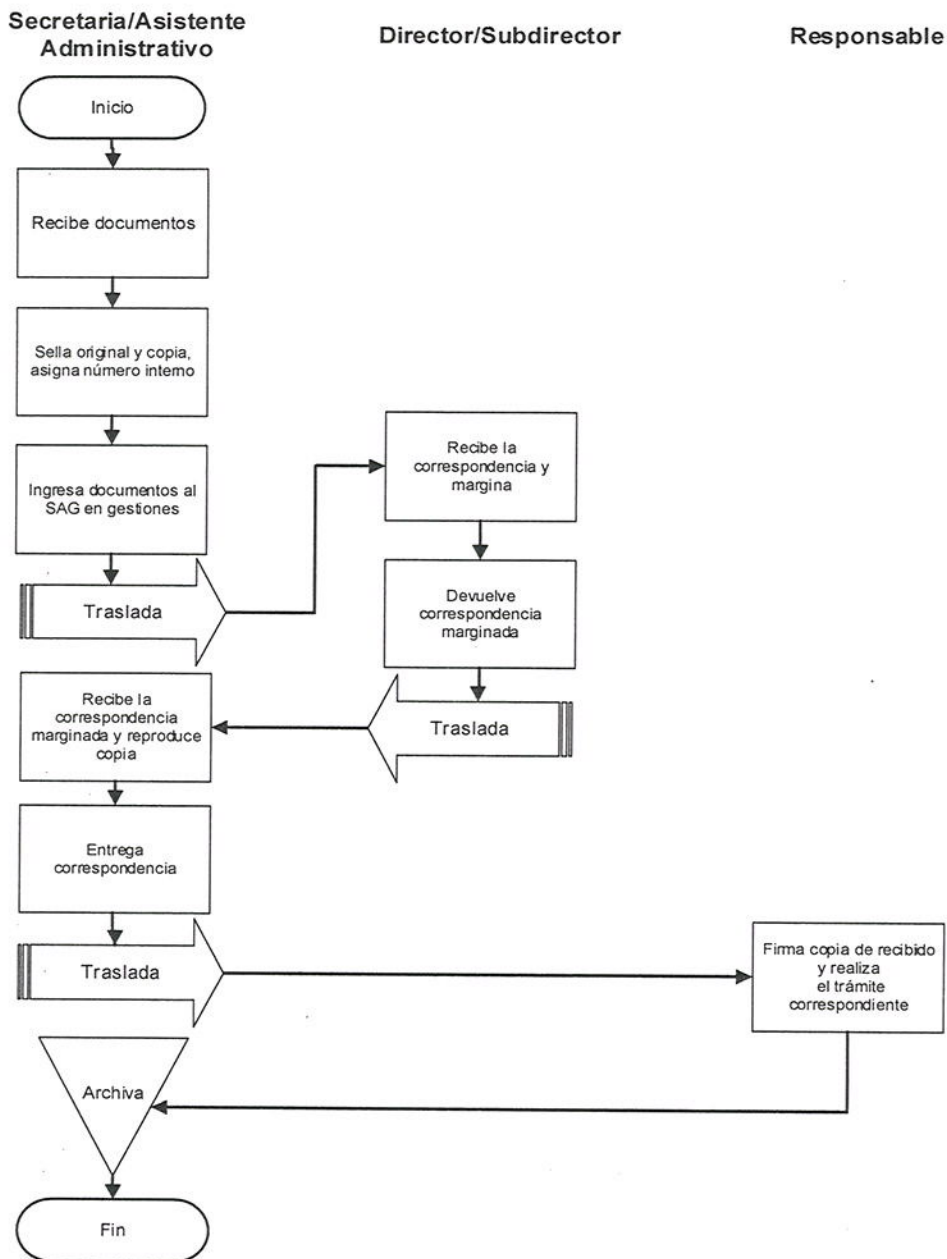 Secretaria/Asistente
Administrativo
Director/Subdirector
Responsable
Inicio
Recibe documentos
Sella original y copia,
asigna número interno
Ingresa documentos al
SAG en gestiones
Traslada
Recibe la
correspondencia y
margina
Devuelve
correspondencia
marginada
Traslada
Recibe la
correspondencia
marginada y reproduce
copia
Entrega
correspondencia
Traslada
Firma copia de recibido
y realiza
el trámite
correspondiente
Archiva
Fin